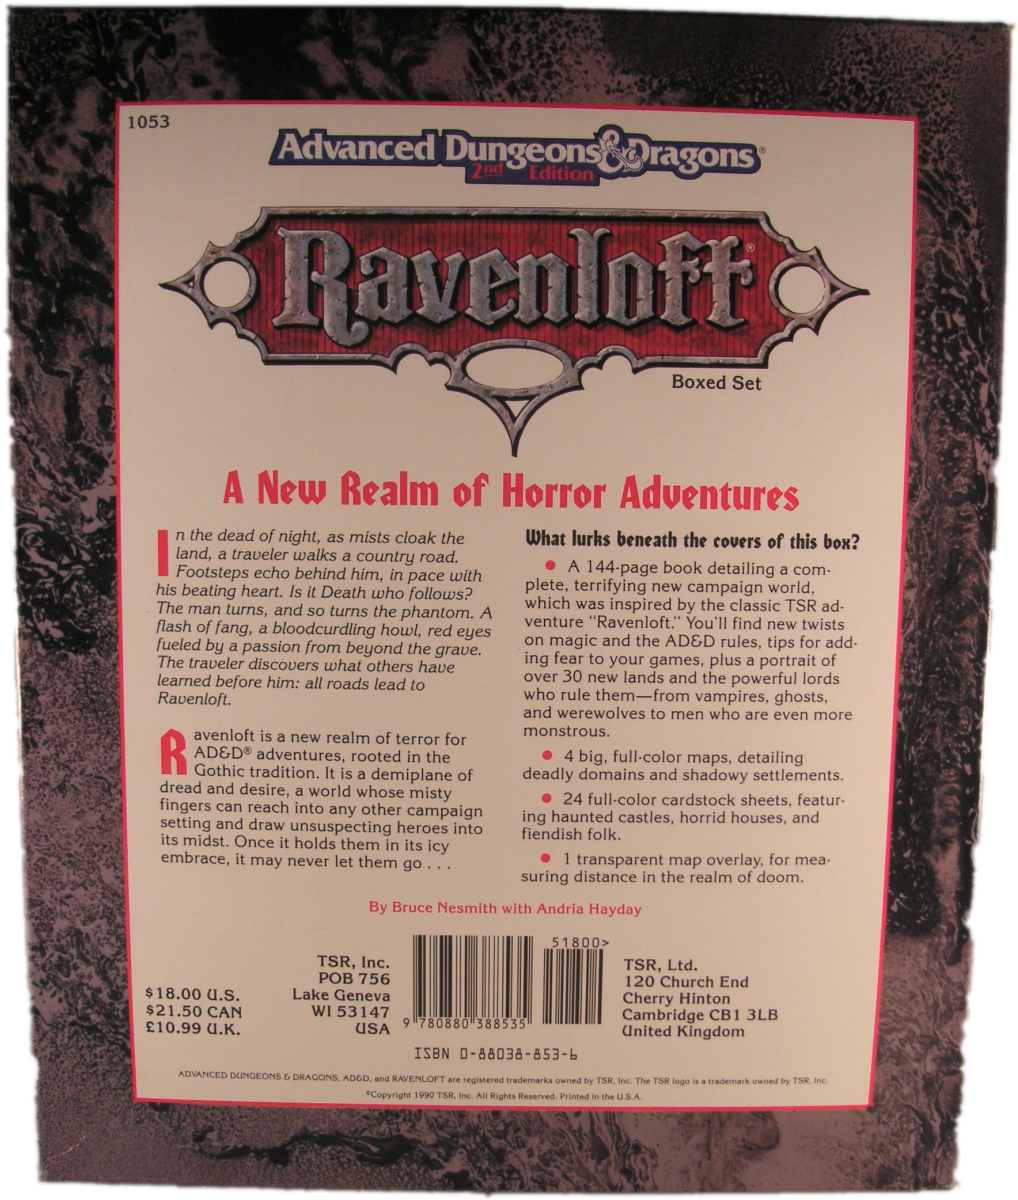 1053
Advanced Dungeons & Dragons®
2nd Edition
Ravenloft®
Boxed Set
A New Realm of Horror Adventures
In the dead of night, as mists cloak the
land, a traveler walks a country road.
Footsteps echo behind him, in pace with
his beating heart. Is it Death who follows?
The man turns, and so turns the phantom. A
flash of fang, a bloodcurdling howl, red eyes
fueled by a passion from beyond the grave.
The traveler discovers what others have
learned before him: all roads lead to
Ravenloft.
Ravenloft is a new realm of terror for
AD&D® adventures, rooted in the
Gothic tradition. It is a demiplane of
dread and desire, a world whose misty
fingers can reach into any other campaign
setting and draw unsuspecting heroes into
its midst. Once it holds them in its icy
embrace, it may never let them go . . .
What lurks beneath the covers of this box?
• A 144-page book detailing a com-
plete, terrifying new campaign world,
which was inspired by the classic TSR ad-
venture “Ravenloft.” You'll find new twists
on magic and the AD&D rules, tips for add-
ing fear to your games, plus a portrait of
over 30 new lands and the powerful lords
who rule them—from vampires, ghosts,
and werewolves to men who are even more
monstrous.
• 4 big, full-color maps, detailing
deadly domains and shadowy settlements.
• 24 full-color cardstock sheets, featur-
ing haunted castles, horrid houses, and
fiendish folk.
• 1 transparent map overlay, for mea-
suring distance in the realm of doom.
By Bruce Nesmith with Andria Hayday
$18.00 U.S.
$21.50 CAN
£10.99 U.K.
TSR, Inc.
POB 756
Lake Geneva
WI 53147
USA
51800>
9 780880 388535
ISBN 0-88038-853-6
TSR, Ltd.
120 Church End
Cherry Hinton
Cambridge CB1 3LB
United Kingdom
ADVANCED DUNGEONS & DRAGONS, AD&D, and RAVENLOFT are registered trademarks owned by TSR, Inc. The TSR logo is a trademark owned by TSR, Inc.
©Copyright 1990 TSR, Inc. All Rights Reserved. Printed in the U.S.A.